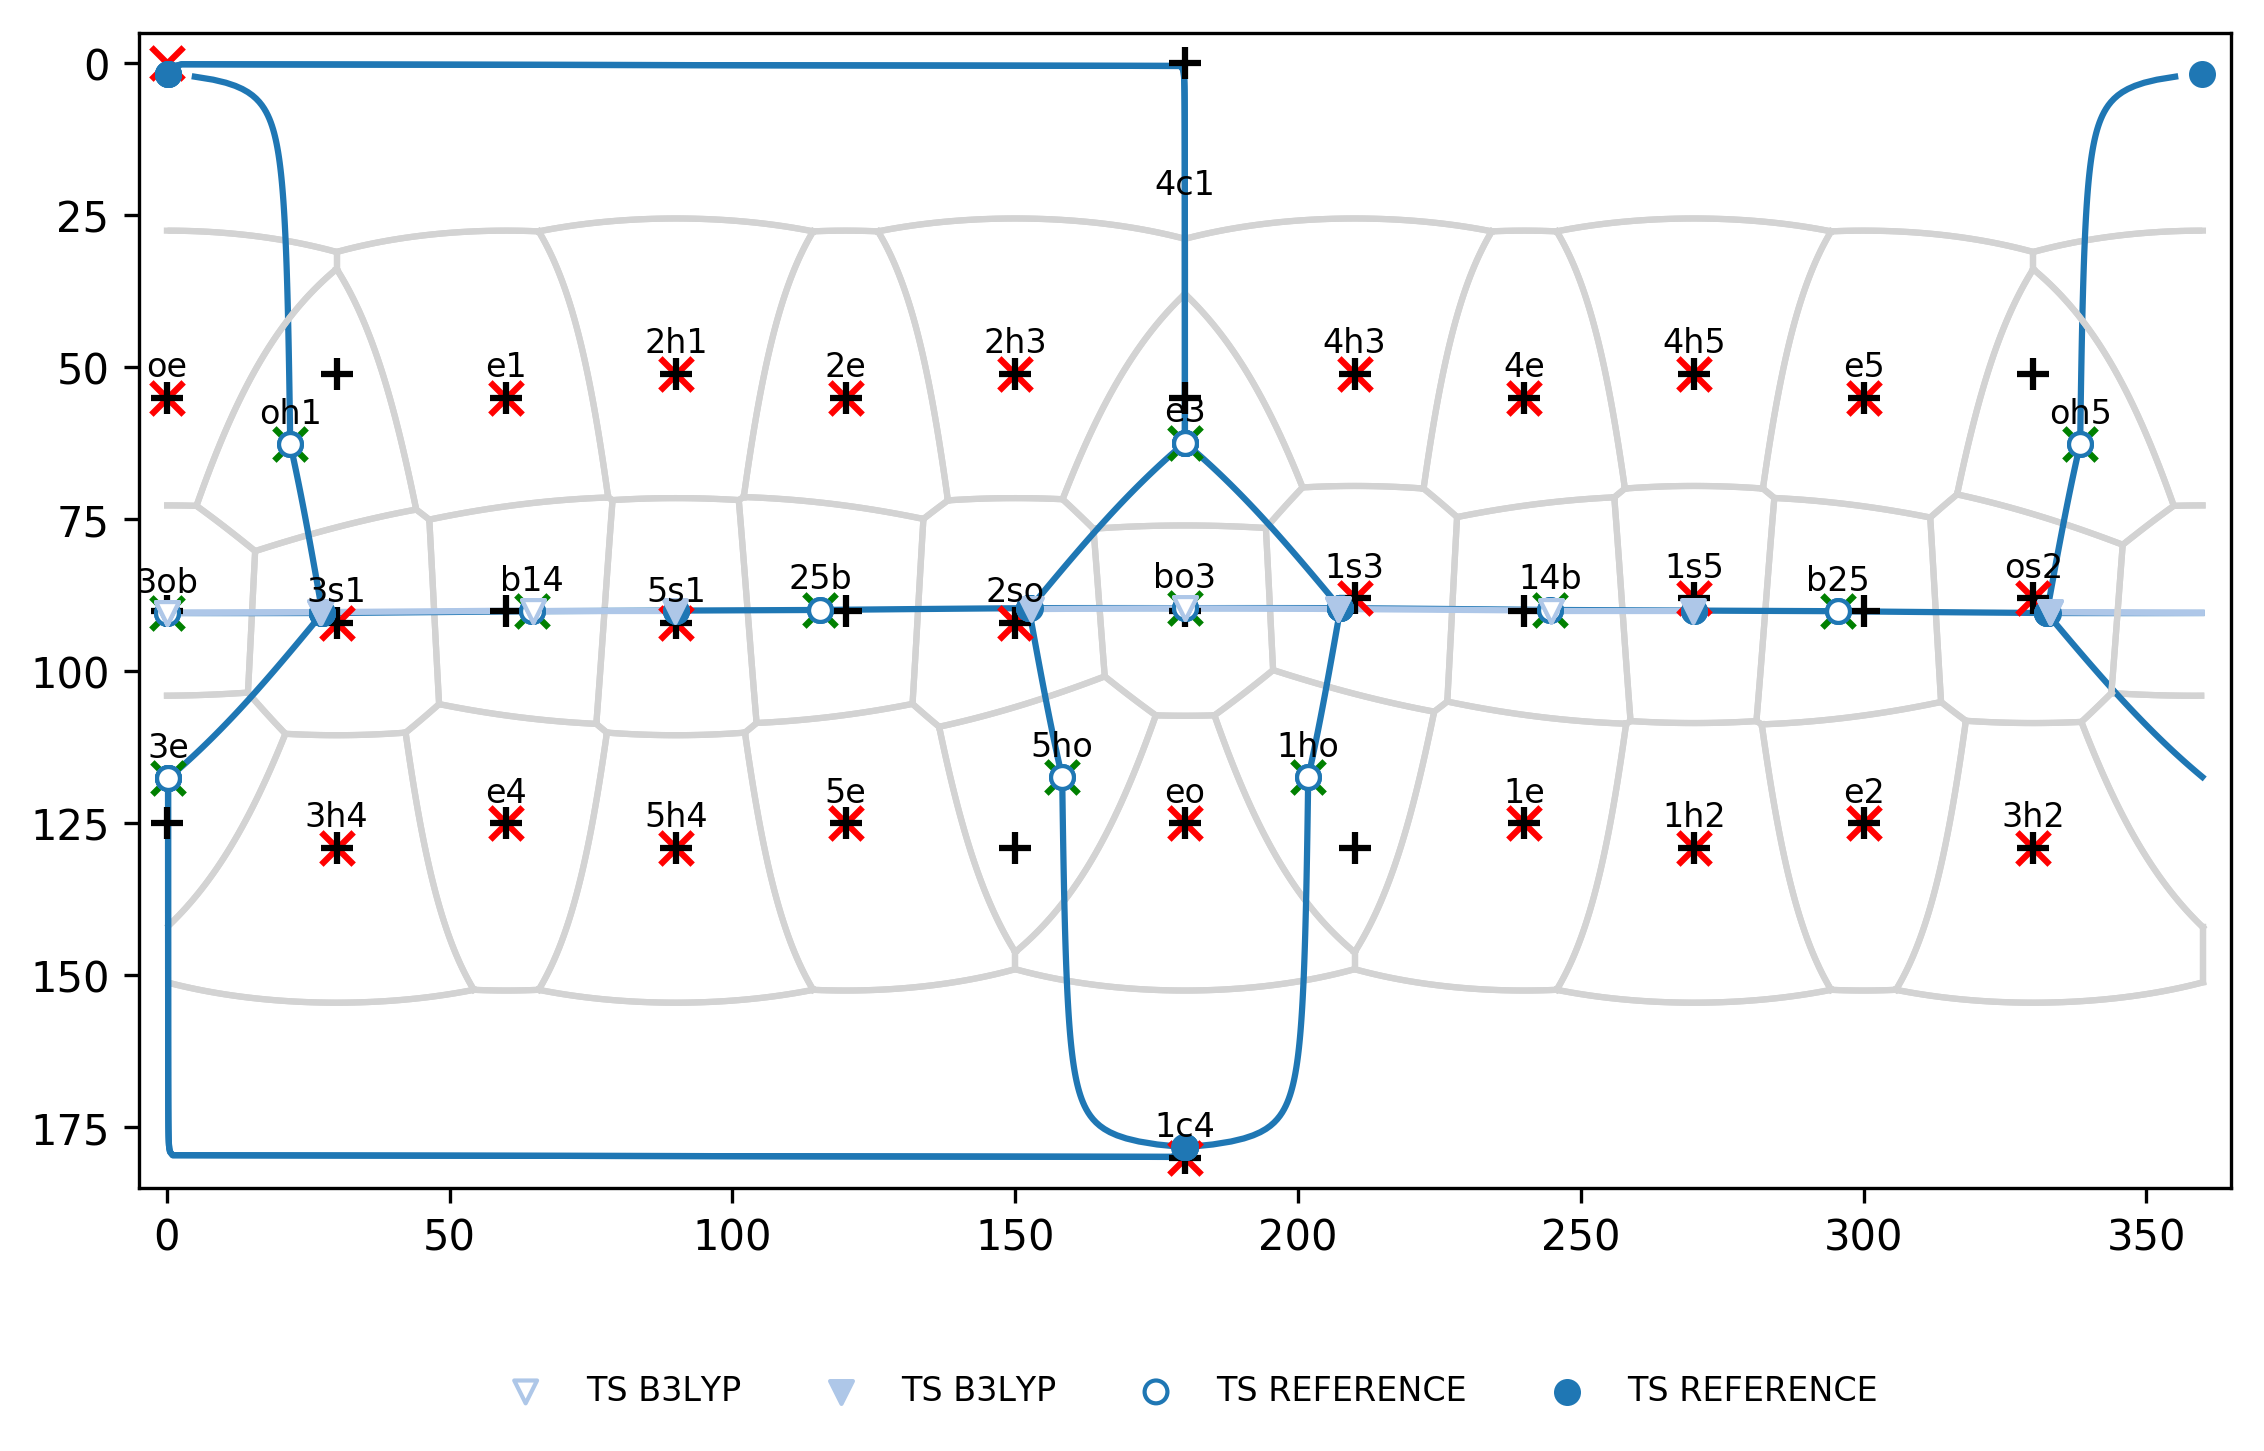 0
4c1
25
2h1 2h3 4h3 4h5
oe e1 2e 4e e5
50
oh1 e3 oh5
75
3ob 3s1 b14 5s1 25b 2so bo3 1s3 14b 1s5 b25 os2
100
3e 5ho 1ho
e4 5e eo 1e e2
125
3h4 5h4 1h2 3h2
150
175
1c4
0 50 100 150 200 250 300 350
TS B3LYP TS B3LYP TS REFERENCE TS REFERENCE